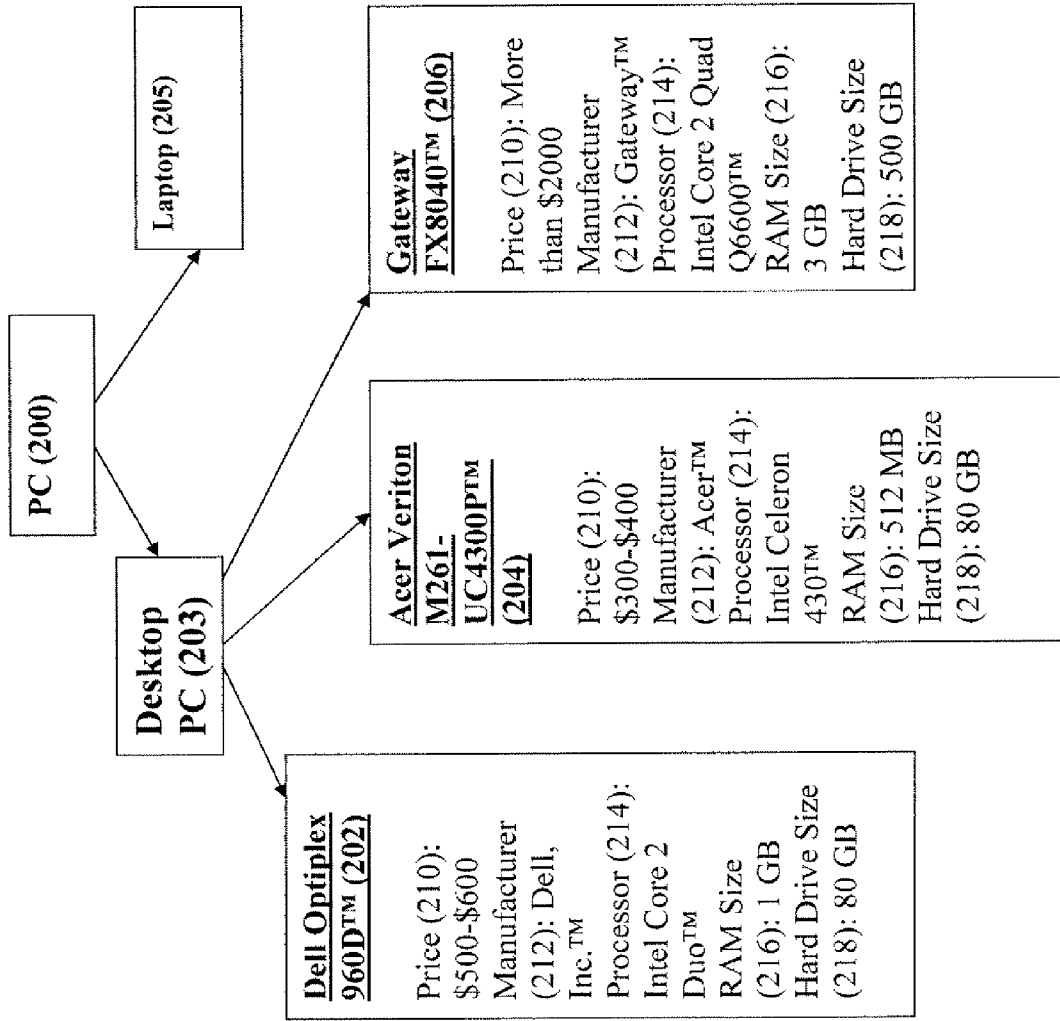 PC (200)
Laptop (205)
Desktop
PC (203)
Dell Optiplex
960D™ (202)
Price (210):
$500-$600
Manufacturer
(212): Dell,
Inc.™
Processor (214):
Intel Core 2
Duo™
RAM Size
(216): 1 GB
Hard Drive Size
(218): 80 GB
Acer Veriton
M261-
UC4300P™
(204)
Price (210):
$300-$400
Manufacturer
(212): Acer™
Processor (214):
Intel Celeron
430™
RAM Size
(216): 512 MB
Hard Drive Size
(218): 80 GB
Gateway
FX8040™ (206)
Price (210): More
than $2000
Manufacturer
(212): Gateway™
Processor (214):
Intel Core 2 Quad
Q6600™
RAM Size (216):
3 GB
Hard Drive Size
(218): 500 GB